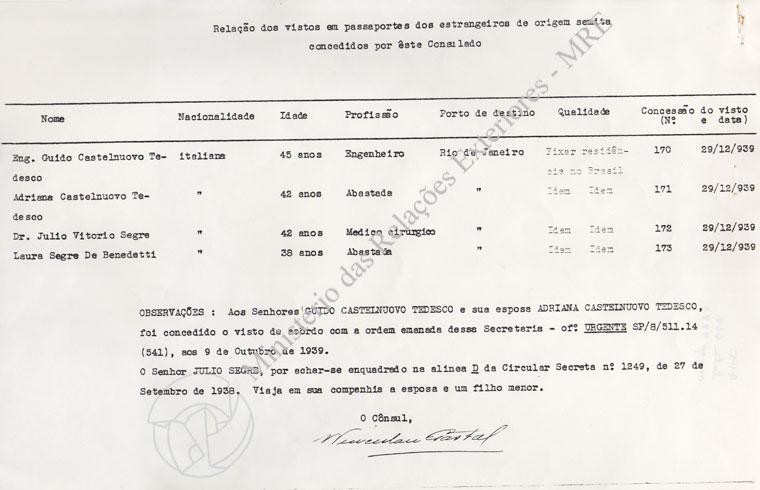 Relação dos vistos em passaportes dos estrangeiros de origem semita
concedidos por êste Consulado
Nome Nacionalidade Idade Profissão Porto de destino Qualidade Concessão do visto
(Nº e data)
Eng. Guido Castelnuovo Te- italiana 45 anos Engenheiro Rio de Janeiro Fixar residên- 170 29/12/939
desco cia no Brasil
Adriana Castelnuovo Te- " 42 anos Abastada " Idem Idem 171 29/12/939
desco
Dr. Julio Vitorio Segre " 42 anos Medico cirurgico " Idem Idem 172 29/12/939
Laura Segre De Benedetti " 38 anos Abastada " Idem Idem 173 29/12/939
OBSERVAÇÕES : Aos Senhores GUIDO CASTELNUOVO TEDESCO e sua esposa ADRIANA CASTELNUOVO TEDESCO,
foi concedido o visto de acordo com a ordem emanada dessa Secretaria - ofº URGENTE SP/8/511.14
(541), aos 9 de Outubro de 1939.
O Senhor JULIO SEGRE, por achar-se enquadrado na alinea D da Circular Secreta nº 1249, de 27 de
Setembro de 1938. Viaja em sua companhia a esposa e um filho menor.
O Cônsul,
Ministério das Relações Exteriores - MRE